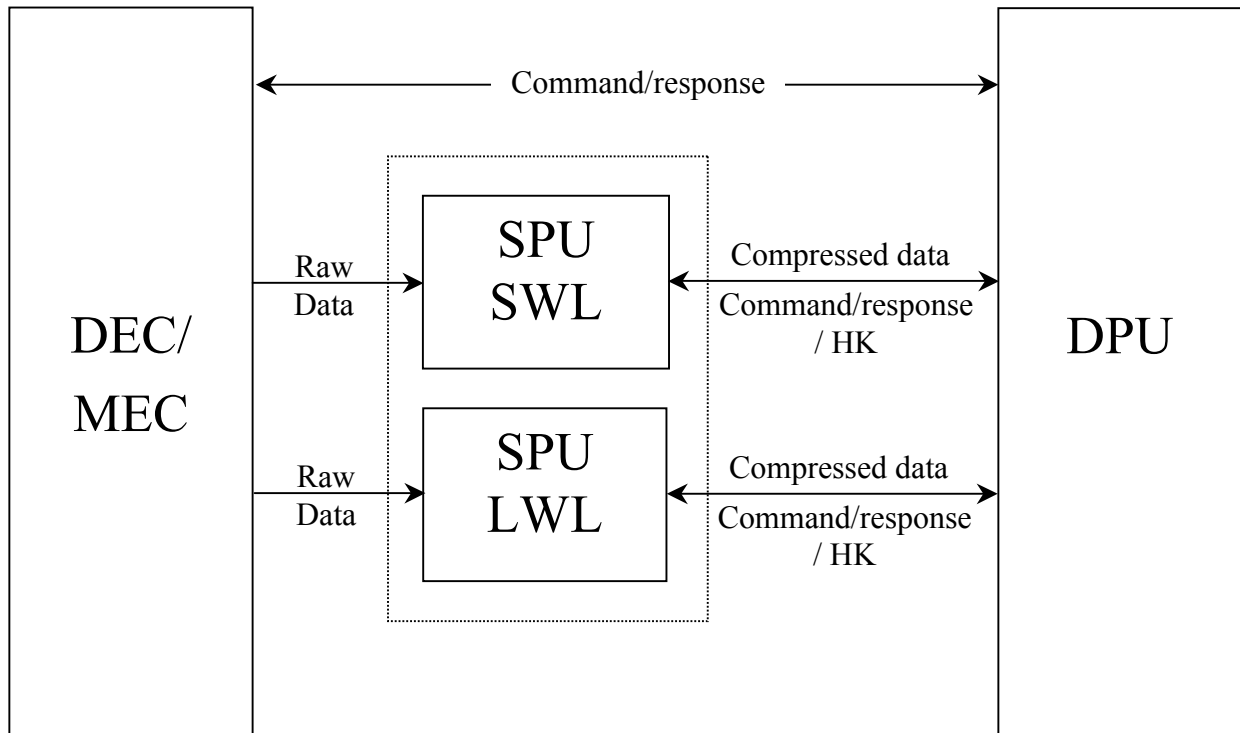 Command/response
DEC/
MEC
Raw
Data
SPU
SWL
Compressed data
Command/response
/ HK
DPU
Raw
Data
SPU
LWL
Compressed data
Command/response
/ HK